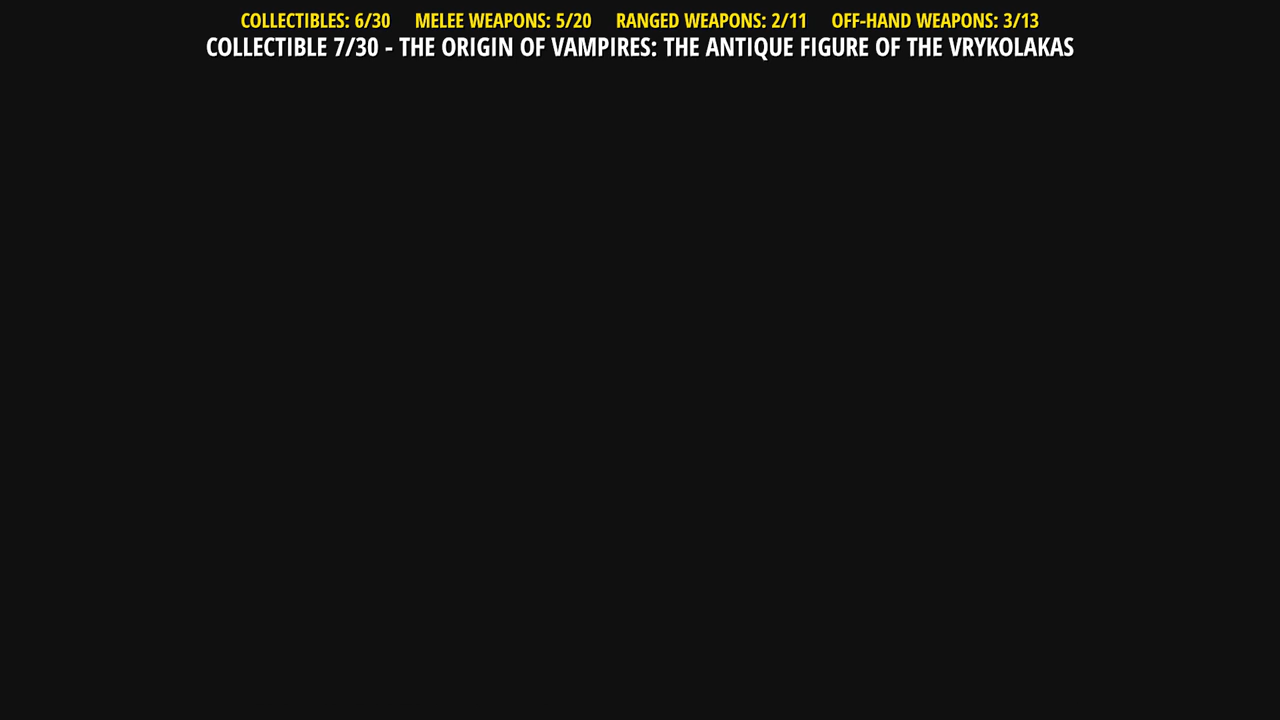 COLLECTIBLES: 6/30 MELEE WEAPONS: 5/20 RANGED WEAPONS: 2/11 OFF-HAND WEAPONS: 3/13
COLLECTIBLE 7/30 - THE ORIGIN OF VAMPIRES: THE ANTIQUE FIGURE OF THE VRYKOLAKAS